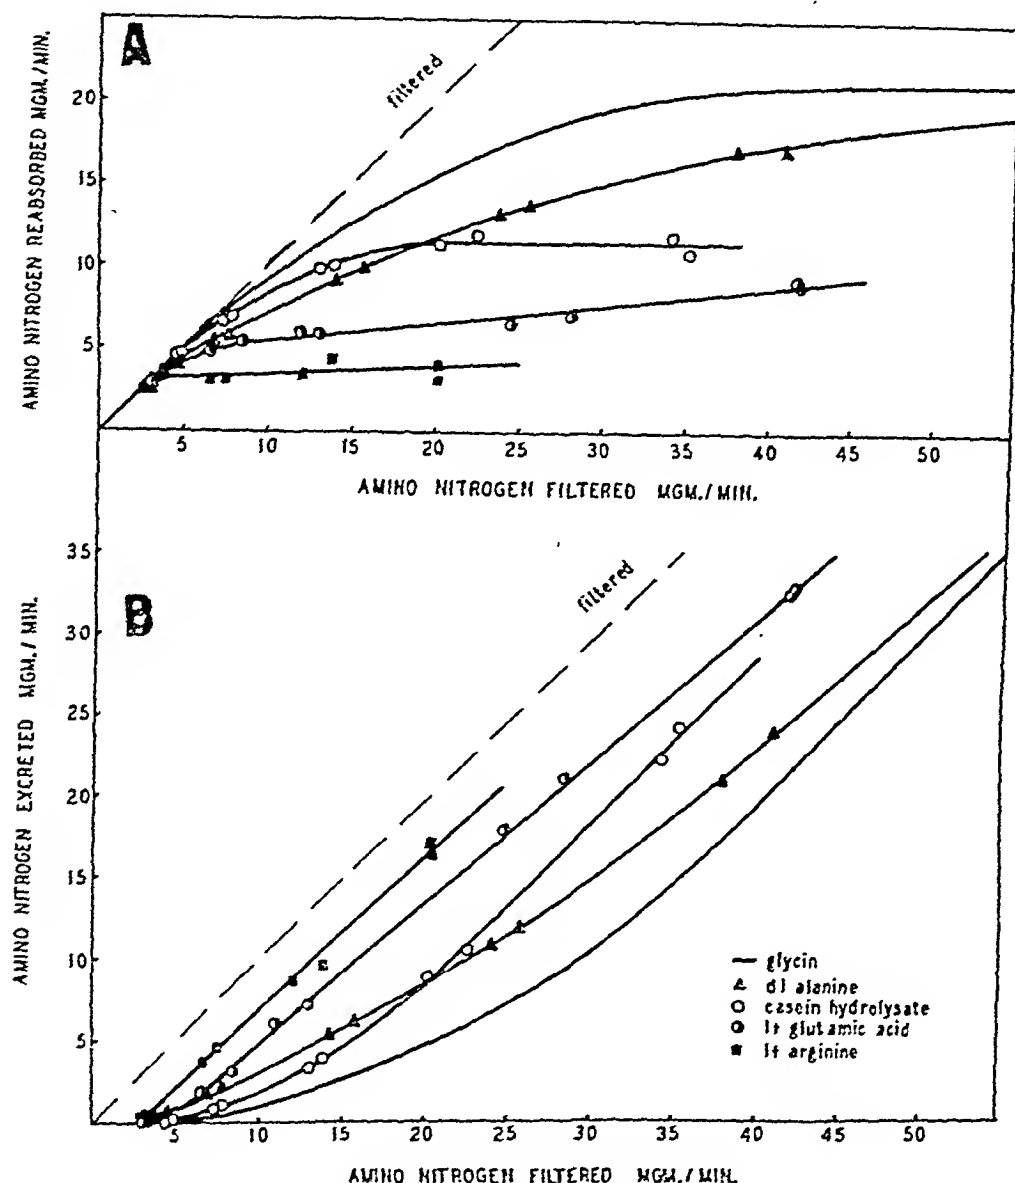 A
AMINO NITROGEN REABSORBED MGM./MIN.
20
15
10
5
filtered
5 10 15 20 25 30 35 40 45 50
AMINO NITROGEN FILTERED MGM./MIN.
B
AMINO NITROGEN EXCRETED MGM./MIN.
35
30
25
20
15
10
5
filtered
glycin
dl alanine
casein hydrolysate
l+ glutamic acid
l+ arginine
5 10 15 20 25 30 35 40 45 50
AMINO NITROGEN FILTERED MGM./MIN.